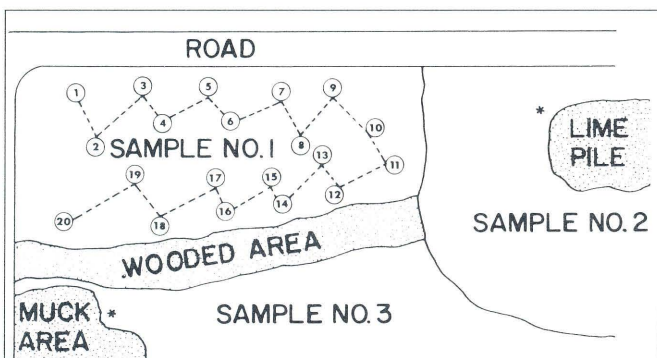 ROAD
1
3
5
7
9
2
4
6
8
10
*
LIME
PILE
SAMPLE NO.1
11
19
17
15
13
12
20
18
16
14
SAMPLE NO.2
WOODED AREA
MUCK
AREA
*
SAMPLE NO.3